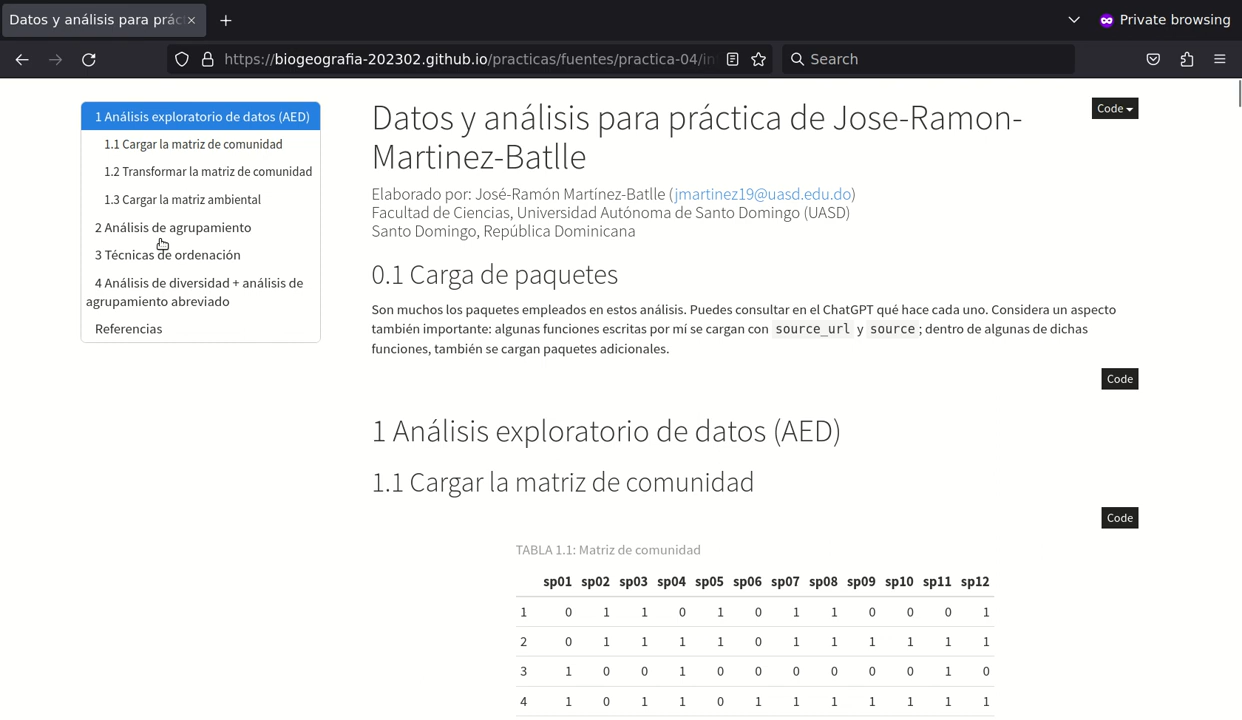 Datos y análisis para prác
Private browsing
https://biogeografia-202302.github.io/practicas/fuentes/practica-04/in
Search
1 Análisis exploratorio de datos (AED)
1.1 Cargar la matriz de comunidad
1.2 Transformar la matriz de comunidad
1.3 Cargar la matriz ambiental
2 Análisis de agrupamiento
3 Técnicas de ordenación
4 Análisis de diversidad + análisis de
agrupamiento abreviado
Referencias
Datos y análisis para práctica de Jose-Ramon-
Martinez-Batlle
Code
Elaborado por: José-Ramón Martínez-Batlle (jmartinez19@uasd.edu.do)
Facultad de Ciencias, Universidad Autónoma de Santo Domingo (UASD)
Santo Domingo, República Dominicana
0.1 Carga de paquetes
Son muchos los paquetes empleados en estos análisis. Puedes consultar en el ChatGPT qué hace cada uno. Considera un aspecto
también importante: algunas funciones escritas por mí se cargan con source_url y source; dentro de algunas de dichas
funciones, también se cargan paquetes adicionales.
Code
1 Análisis exploratorio de datos (AED)
1.1 Cargar la matriz de comunidad
Code
TABLA 1.1: Matriz de comunidad
sp01 sp02 sp03 sp04 sp05 sp06 sp07 sp08 sp09 sp10 sp11 sp12
1 0 1 1 0 1 0 1 1 0 0 0 1
2 0 1 1 1 1 0 1 1 1 1 1 1
3 1 0 0 1 0 0 0 0 0 0 1 0
4 1 0 1 1 0 1 1 1 1 1 1 1